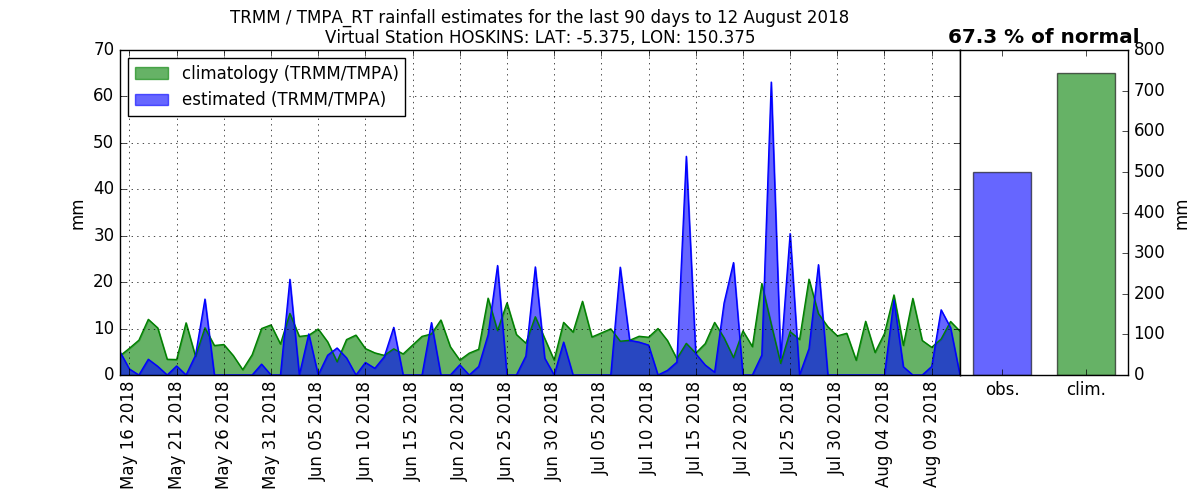 TRMM / TMPA_RT rainfall estimates for the last 90 days to 12 August 2018
Virtual Station HOSKINS: LAT: -5.375, LON: 150.375
67.3 % of normal
climatology (TRMM/TMPA)
estimated (TRMM/TMPA)
mm
70
60
50
40
30
20
10
0
May 16 2018
May 21 2018
May 26 2018
May 31 2018
Jun 05 2018
Jun 10 2018
Jun 15 2018
Jun 20 2018
Jun 25 2018
Jun 30 2018
Jul 05 2018
Jul 10 2018
Jul 15 2018
Jul 20 2018
Jul 25 2018
Jul 30 2018
Aug 04 2018
Aug 09 2018
obs.
clim.
800
700
600
500
400
300
200
100
0
mm